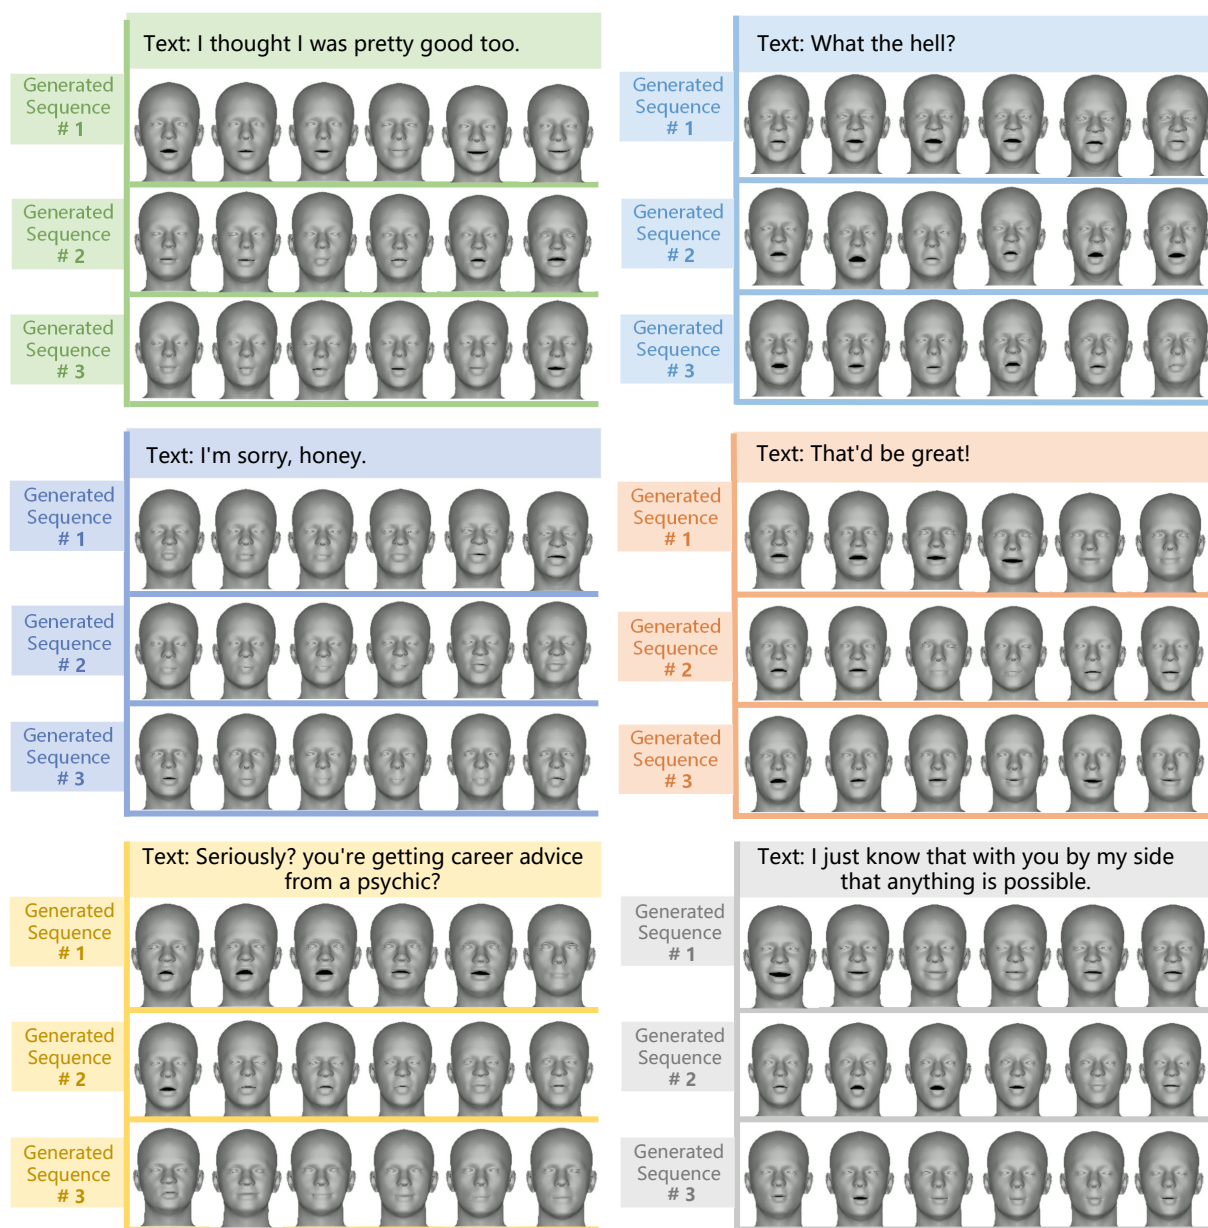 Text: I thought I was pretty good too.
Generated
Sequence
# 1
Generated
Sequence
# 2
Generated
Sequence
# 3
Text: What the hell?
Generated
Sequence
# 1
Generated
Sequence
# 2
Generated
Sequence
# 3
Text: I'm sorry, honey.
Generated
Sequence
# 1
Generated
Sequence
# 2
Generated
Sequence
# 3
Text: That'd be great!
Generated
Sequence
# 1
Generated
Sequence
# 2
Generated
Sequence
# 3
Text: Seriously? you're getting career advice
from a psychic?
Generated
Sequence
# 1
Generated
Sequence
# 2
Generated
Sequence
# 3
Text: I just know that with you by my side
that anything is possible.
Generated
Sequence
# 1
Generated
Sequence
# 2
Generated
Sequence
# 3